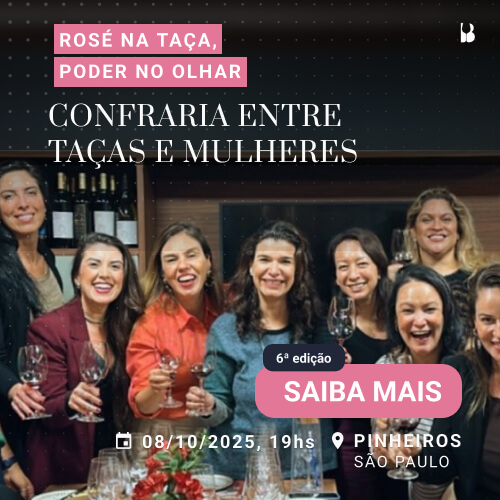 ROSÉ NA TAÇA,
PODER NO OLHAR
CONFRARIA ENTRE
TAÇAS E MULHERES
6ª edição
SAIBA MAIS
08/10/2025, 19hs
PINHEIROS
SÃO PAULO